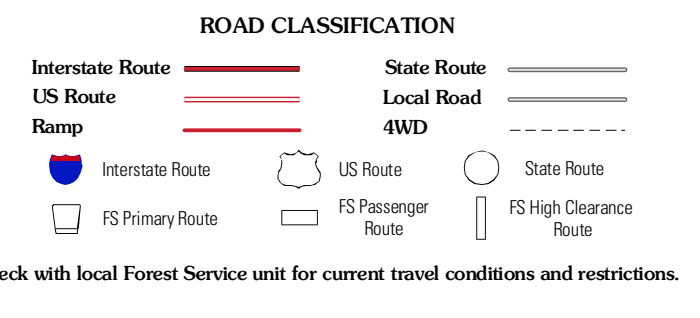 ROAD CLASSIFICATION
Interstate Route
State Route
US Route
Local Road
Ramp
4WD
Interstate Route
US Route
State Route
FS Primary Route
FS Passenger
Route
FS High Clearance
Route
eck with local Forest Service unit for current travel conditions and restrictions.